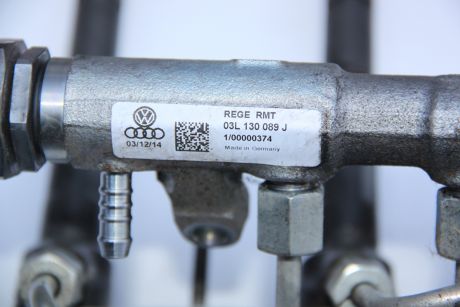 REGE RMT
03L 130 089 J
1/00000374
Made in Germany
03/12/14